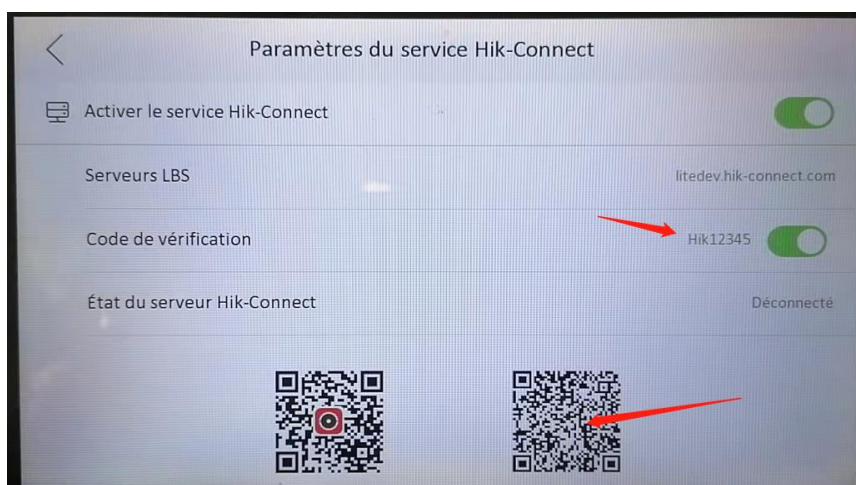 Paramètres du service Hik-Connect
Activer le service Hik-Connect
Serveurs LBS litedev.hik-connect.com
Code de vérification Hik12345
État du serveur Hik-Connect Déconnecté